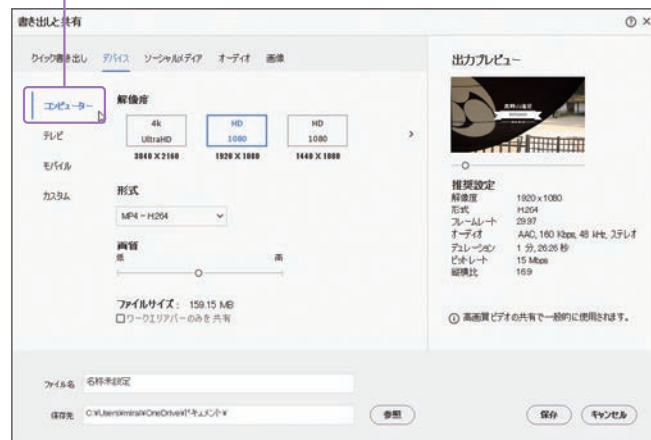 書き出しと共有
クイック書き出し デバイス ソーシャルメディア オーディオ 画像
コンピューター
テレビ
モバイル
カスタム
解像度
4k
UltraHD
3840 X 2160
HD
1080
1920 X 1080
HD
1080
1440 X 1080
形式
MP4 - H.264
画質
低 高
ファイルサイズ： 159.15 MB
ワークエリアバーのみを共有
出力プレビュー
推奨設定
解像度 1920 x 1080
形式 H.264
フレームレート 29.97
オーディオ AAC, 160 Kbps, 48 kHz, ステレオ
デュレーション 1 分, 26.26 秒
ビットレート 15 Mbps
縦横比 16:9
高画質ビデオの共有で一般的に使用されます。
ファイル名 名称未設定
保存先 C:¥Users¥mirai¥OneDrive¥ドキュメント¥
参照
保存 キャンセル